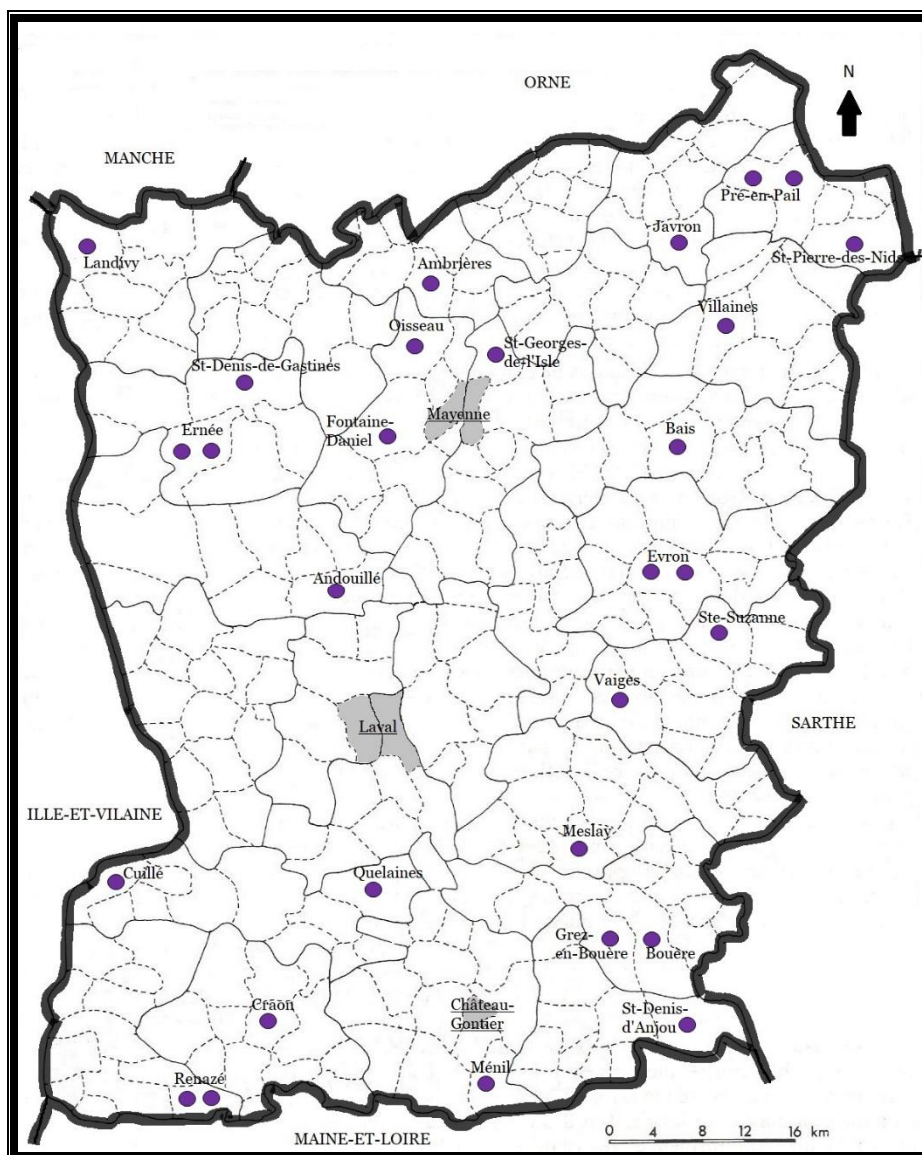 ORNE
N
MANCHE
Pré-en-Pail
Javron
St-Pierre-des-Nids
Landivy
Ambrières
Villaines
Oisseau
St-Georges-
de-l'Isle
St-Denis-de-Gastines
Mayenne
Ernée
Fontaine-
Daniel
Bais
Evron
Andouillé
Ste-Suzanne
Vaiges
SARTHE
Laval
ILLE-ET-VILAINE
Meslay
Cuillé
Quelaines
Grez-
en-Bouère
Bouère
Craon
Château-
Gontier
St-Denis-
d'Anjou
Ménil
Renazé
MAINE-ET-LOIRE
0 4 8 12 16 km